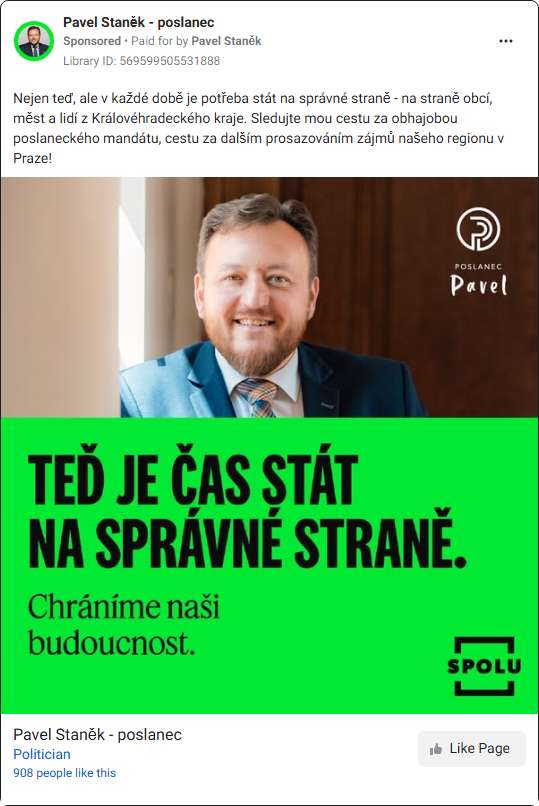 Pavel Staněk - poslanec
Sponsored • Paid for by Pavel Staněk
Library ID: 569599505531888
Nejen teď, ale v každé době je potřeba stát na správné straně - na straně obcí,
měst a lidí z Královéhradeckého kraje. Sledujte mou cestu za obhajobou
poslaneckého mandátu, cestu za dalším prosazováním zájmů našeho regionu v
Praze!
POSLANEC
Pavel
TEĎ JE ČAS STÁT
NA SPRÁVNÉ STRANĚ.
Chráníme naši
budoucnost.
SPOLU
Pavel Staněk - poslanec
Politician
908 people like this
Like Page